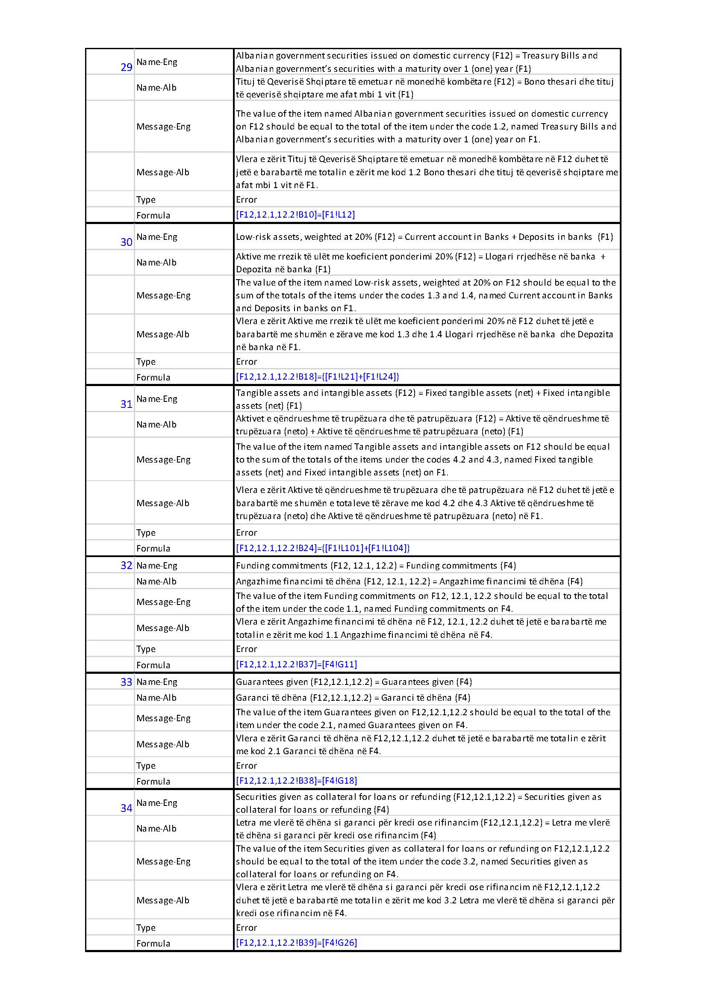 29 Name-Eng Albanian government securities issued on domestic currency (F12) = Treasury Bills and
Albanian government’s securities with a maturity over 1 (one) year (F1)
Name-Alb Tituj të Qeverisë Shqiptare të emetuar në monedhë kombëtare (F12) = Bono thesari dhe tituj
të qeverisë shqiptare me afat mbi 1 vit (F1)
Message-Eng The value of the item named Albanian government securities issued on domestic currency
on F12 should be equal to the total of the item under the code 1.2, named Treasury Bills and
Albanian government’s securities with a maturity over 1 (one) year on F1.
Message-Alb Vlera e zërit Tituj të Qeverisë Shqiptare të emetuar në monedhë kombëtare në F12 duhet të
jetë e barabartë me totalin e zërit me kod 1.2 Bono thesari dhe tituj të qeverisë shqiptare me
afat mbi 1 vit në F1.
Type Error
Formula [F12,12.1,12.2!B10]=[F1!L12]
30 Name-Eng Low-risk assets, weighted at 20% (F12) = Current account in Banks + Deposits in banks (F1)
Name-Alb Aktive me rrezik të ulët me koeficient ponderimi 20% (F12) = Llogari rrjedhëse në banka +
Depozita në banka (F1)
Message-Eng The value of the item named Low-risk assets, weighted at 20% on F12 should be equal to the
sum of the totals of the items under the codes 1.3 and 1.4, named Current account in Banks
and Deposits in banks on F1.
Message-Alb Vlera e zërit Aktive me rrezik të ulët me koeficient ponderimi 20% në F12 duhet të jetë e
barabartë me shumën e zërave me kod 1.3 dhe 1.4 Llogari rrjedhëse në banka dhe Depozita
në banka në F1.
Type Error
Formula [F12,12.1,12.2!B18]=([F1!L21]+[F1!L24])
31 Name-Eng Tangible assets and intangible assets (F12) = Fixed tangible assets (net) + Fixed intangible
assets (net) (F1)
Name-Alb Aktivet e qëndrueshme të trupëzuara dhe të patrupëzuara (F12) = Aktive të qëndrueshme të
trupëzuara (neto) + Aktive të qëndrueshme të patrupëzuara (neto) (F1)
Message-Eng The value of the item named Tangible assets and intangible assets on F12 should be equal
to the sum of the totals of the items under the codes 4.2 and 4.3, named Fixed tangible
assets (net) and Fixed intangible assets (net) on F1.
Message-Alb Vlera e zërit Aktive të qëndrueshme të trupëzuara dhe të patrupëzuara në F12 duhet të jetë e
barabartë me shumën e totaleve të zërave me kod 4.2 dhe 4.3 Aktive të qëndrueshme të
trupëzuara (neto) dhe Aktive të qëndrueshme të patrupëzuara (neto) në F1.
Type Error
Formula [F12,12.1,12.2!B24]=([F1!L101]+[F1!L104])
32 Name-Eng Funding commitments (F12, 12.1, 12.2) = Funding commitments (F4)
Name-Alb Angazhime financimi të dhëna (F12, 12.1, 12.2) = Angazhime financimi të dhëna (F4)
Message-Eng The value of the item Funding commitments on F12, 12.1, 12.2 should be equal to the total
of the item under the code 1.1, named Funding commitments on F4.
Message-Alb Vlera e zërit Angazhime financimi të dhëna në F12, 12.1, 12.2 duhet të jetë e barabartë me
totalin e zërit me kod 1.1 Angazhime financimi të dhëna në F4.
Type Error
Formula [F12,12.1,12.2!B37]=[F4!G11]
33 Name-Eng Guarantees given (F12,12.1,12.2) = Guarantees given (F4)
Name-Alb Garanci të dhëna (F12,12.1,12.2) = Garanci të dhëna (F4)
Message-Eng The value of the item Guarantees given on F12,12.1,12.2 should be equal to the total of the
item under the code 2.1, named Guarantees given on F4.
Message-Alb Vlera e zërit Garanci të dhëna në F12,12.1,12.2 duhet të jetë e barabartë me totalin e zërit
me kod 2.1 Garanci të dhëna në F4.
Type Error
Formula [F12,12.1,12.2!B38]=[F4!G18]
34 Name-Eng Securities given as collateral for loans or refunding (F12,12.1,12.2) = Securities given as
collateral for loans or refunding (F4)
Name-Alb Letra me vlerë të dhëna si garanci për kredi ose rifinancim (F12,12.1,12.2) = Letra me vlerë
të dhëna si garanci për kredi ose rifinancim (F4)
Message-Eng The value of the item Securities given as collateral for loans or refunding on F12,12.1,12.2
should be equal to the total of the item under the code 3.2, named Securities given as
collateral for loans or refunding on F4.
Message-Alb Vlera e zërit Letra me vlerë të dhëna si garanci për kredi ose rifinancim në F12,12.1,12.2
duhet të jetë e barabartë me totalin e zërit me kod 3.2 Letra me vlerë të dhëna si garanci për
kredi ose rifinancim në F4.
Type Error
Formula [F12,12.1,12.2!B39]=[F4!G26]